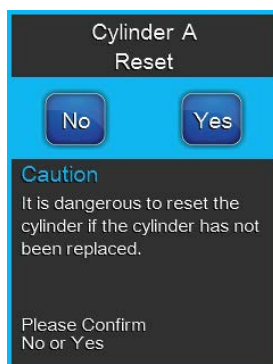 Cylinder A
Reset
No Yes
Caution
It is dangerous to reset the
cylinder if the cylinder has not
been replaced.
Please Confirm
No or Yes